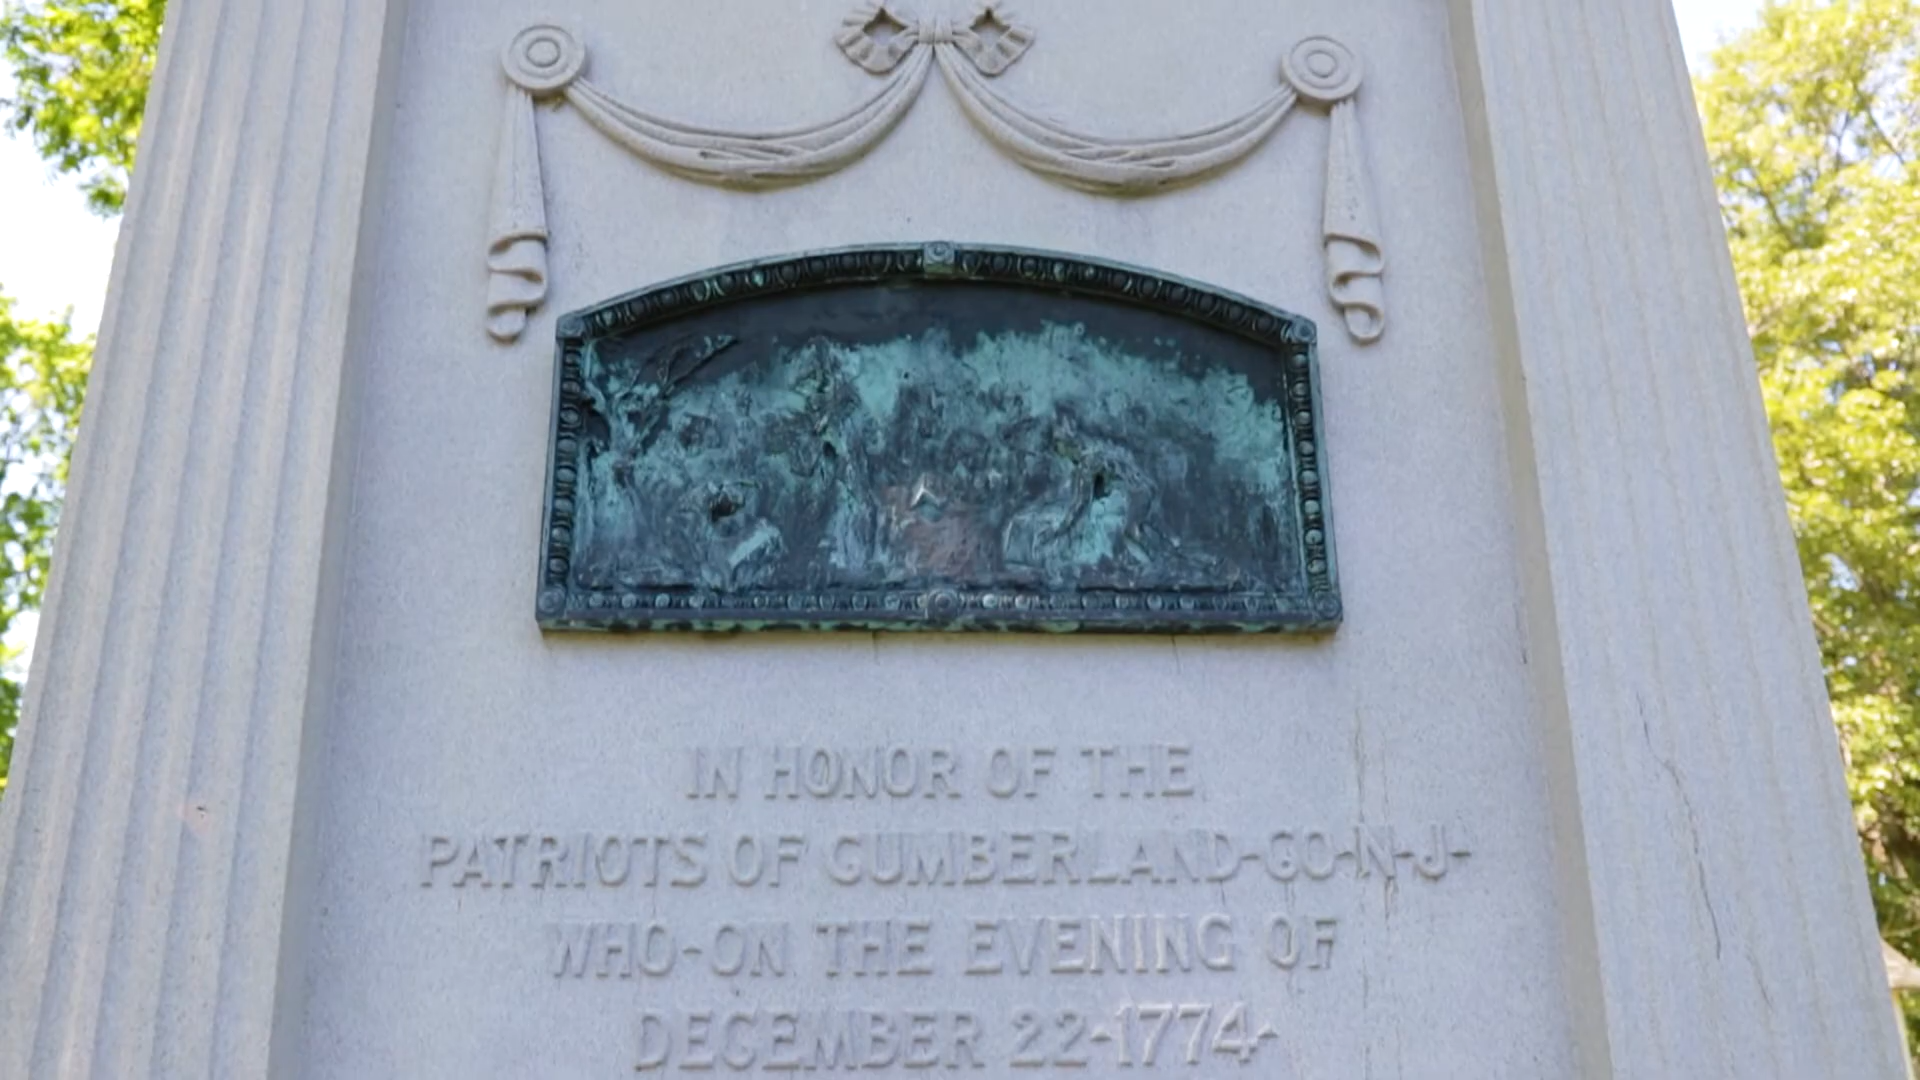 IN HONOR OF THE
PATRIOTS OF CUMBERLAND-CO-N-J-
WHO-ON THE EVENING OF
DECEMBER 22-1774-